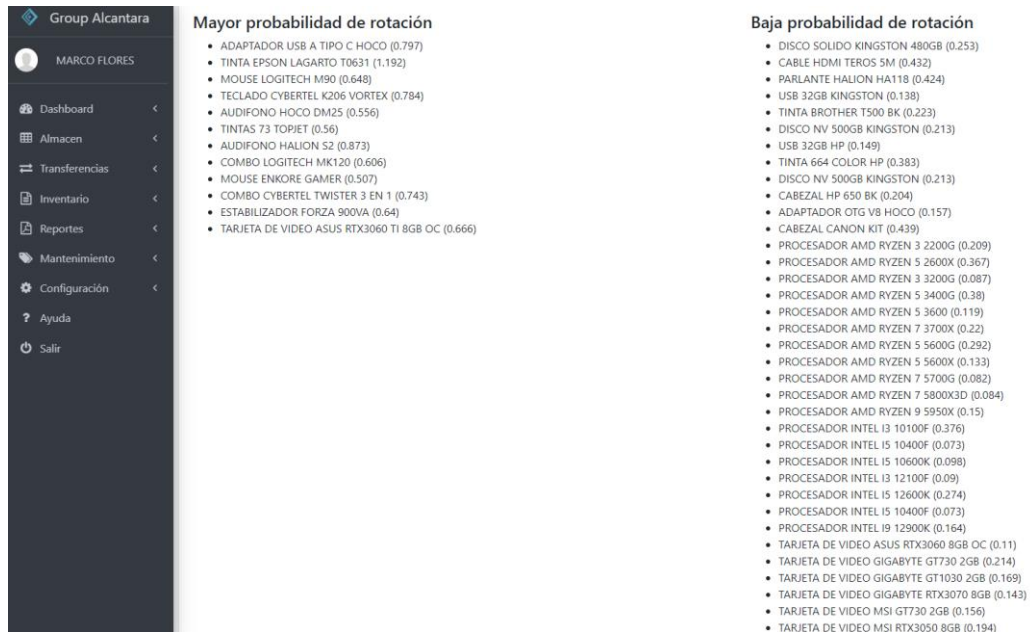 Group Alcantara
MARCO FLORES
Dashboard
Almacen
Transferencias
Inventario
Reportes
Mantenimiento
Configuración
Ayuda
Salir
Mayor probabilidad de rotación
ADAPTADOR USB A TIPO C HOCO (0.797)
TINTA EPSON LAGARTO T0631 (1.192)
MOUSE LOGITECH M90 (0.648)
TECLADO CYBERTEL K206 VORTEX (0.784)
AUDIFONO HOCO DM25 (0.556)
TINTAS 73 TOPJET (0.56)
AUDIFONO HALION S2 (0.873)
COMBO LOGITECH MK120 (0.606)
MOUSE ENKORE GAMER (0.507)
COMBO CYBERTEL TWISTER 3 EN 1 (0.743)
ESTABILIZADOR FORZA 900VA (0.64)
TARJETA DE VIDEO ASUS RTX3060 TI 8GB OC (0.666)
Baja probabilidad de rotación
DISCO SOLIDO KINGSTON 480GB (0.253)
CABLE HDMI TEROS 5M (0.432)
PARLANTE HALION HA118 (0.424)
USB 32GB KINGSTON (0.138)
TINTA BROTHER T500 BK (0.223)
DISCO NV 500GB KINGSTON (0.213)
USB 32GB HP (0.149)
TINTA 664 COLOR HP (0.383)
DISCO NV 500GB KINGSTON (0.213)
CABEZAL HP 650 BK (0.204)
ADAPTADOR OTG V8 HOCO (0.157)
CABEZAL CANON KIT (0.439)
PROCESADOR AMD RYZEN 3 2200G (0.209)
PROCESADOR AMD RYZEN 5 2600X (0.367)
PROCESADOR AMD RYZEN 3 3200G (0.087)
PROCESADOR AMD RYZEN 5 3400G (0.38)
PROCESADOR AMD RYZEN 5 3600 (0.119)
PROCESADOR AMD RYZEN 7 3700X (0.22)
PROCESADOR AMD RYZEN 5 5600G (0.292)
PROCESADOR AMD RYZEN 5 5600X (0.133)
PROCESADOR AMD RYZEN 7 5700G (0.082)
PROCESADOR AMD RYZEN 7 5800X3D (0.084)
PROCESADOR AMD RYZEN 9 5950X (0.15)
PROCESADOR INTEL I3 10100F (0.376)
PROCESADOR INTEL I5 10400F (0.073)
PROCESADOR INTEL I5 10600K (0.098)
PROCESADOR INTEL I3 12100F (0.09)
PROCESADOR INTEL I5 12600K (0.274)
PROCESADOR INTEL I5 10400F (0.073)
PROCESADOR INTEL I9 12900K (0.164)
TARJETA DE VIDEO ASUS RTX3060 8GB OC (0.11)
TARJETA DE VIDEO GIGABYTE GT730 2GB (0.214)
TARJETA DE VIDEO GIGABYTE GT1030 2GB (0.169)
TARJETA DE VIDEO GIGABYTE RTX3070 8GB (0.143)
TARJETA DE VIDEO MSI GT730 2GB (0.156)
TARJETA DE VIDEO MSI RTX3050 8GB (0.194)